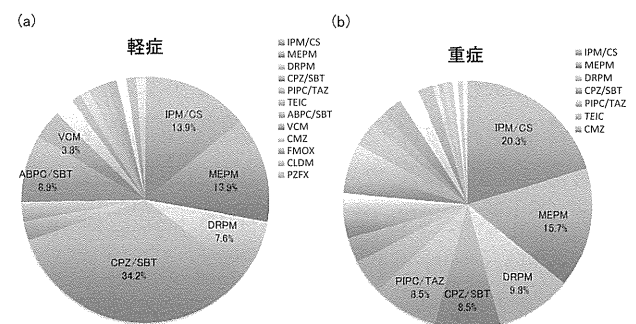 (a)
軽症
IPM/CS
MEPM
DRPM
CPZ/SBT
PIPC/TAZ
TEIC
ABPC/SBT
VCM
CMZ
FMOX
CLDM
PZFX
IPM/CS
13.9%
MEPM
13.9%
DRPM
7.6%
CPZ/SBT
34.2%
ABPC/SBT
8.9%
VCM
3.8%
(b)
重症
IPM/CS
MEPM
DRPM
CPZ/SBT
PIPC/TAZ
TEIC
CMZ
IPM/CS
20.3%
MEPM
15.7%
DRPM
9.8%
CPZ/SBT
8.5%
PIPC/TAZ
8.5%